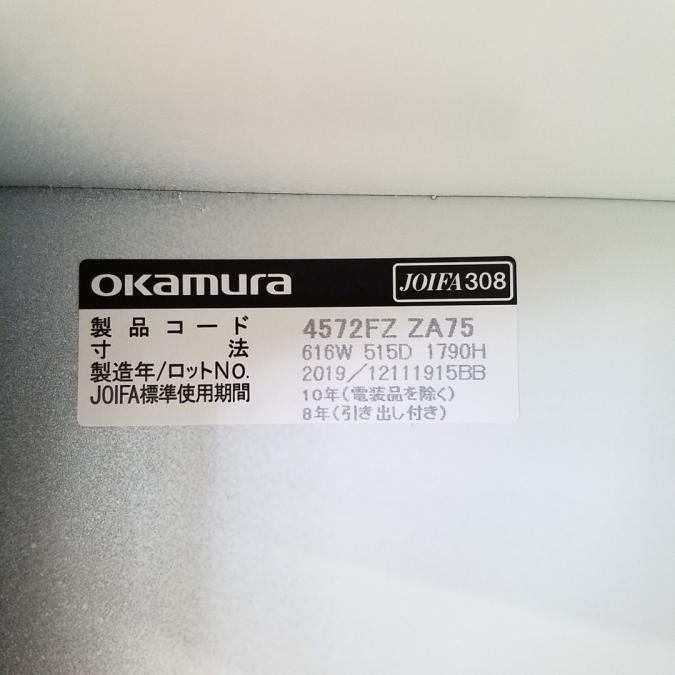 okamura JOIFA308
製品コード 4572FZ ZA75
寸法 616W 515D 1790H
製造年/ロットNO. 2019/12111915BB
JOIFA標準使用期間 10年(電装品を除く)
8年(引き出し付き)